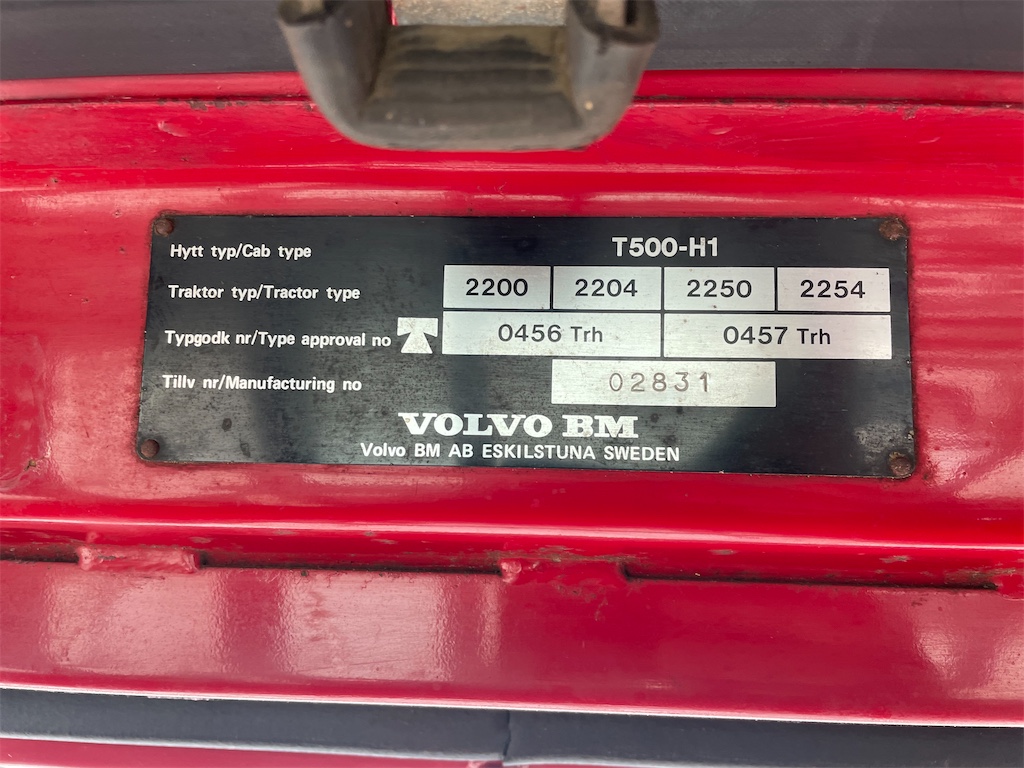 Hytt typ/Cab type T500-H1
Traktor typ/Tractor type 2200 2204 2250 2254
Typgodk nr/Type approval no 0456 Trh 0457 Trh
Tillv nr/Manufacturing no 02831
VOLVO BM
Volvo BM AB ESKILSTUNA SWEDEN